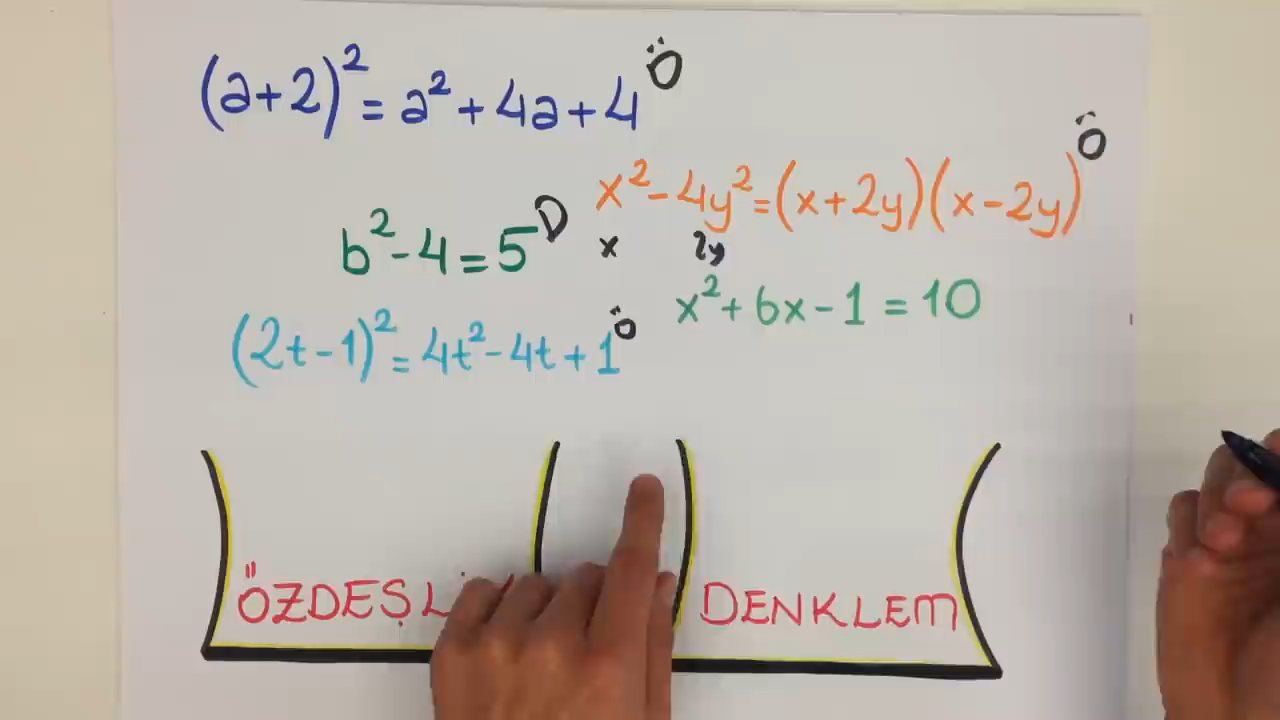 (a+2)² = a² + 4a + 4 Ö
x² - 4y² = (x+2y)(x-2y) Ö
x 2y
b² - 4 = 5 D
x² + 6x - 1 = 10
(2t-1)² = 4t² - 4t + 1 Ö
DENKLEM